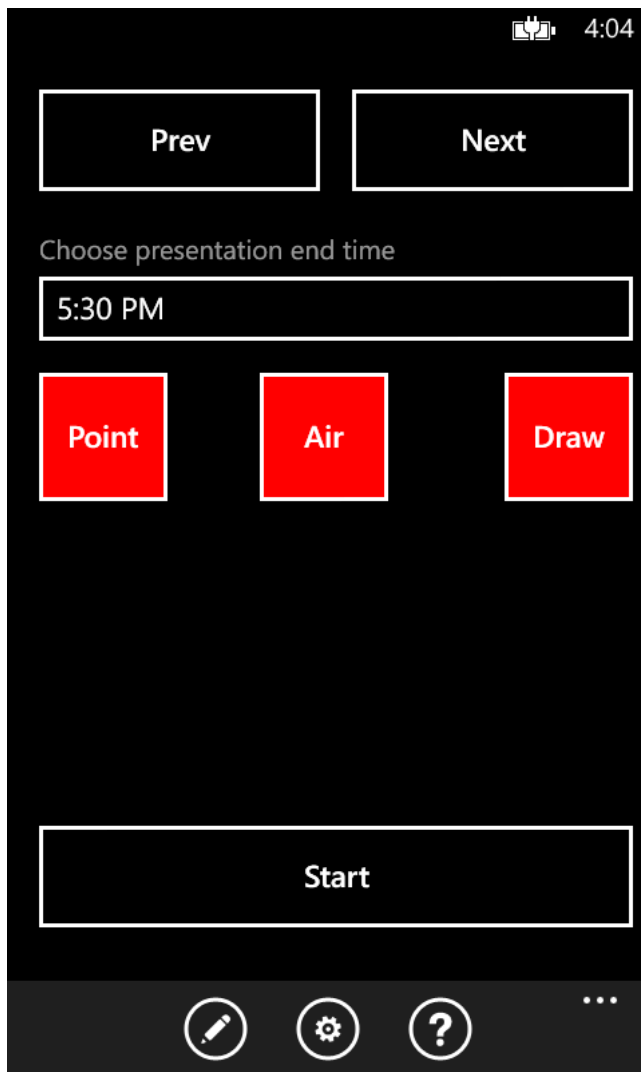 4:04
Prev Next
Choose presentation end time
5:30 PM
Point Air Draw
Start
?
...